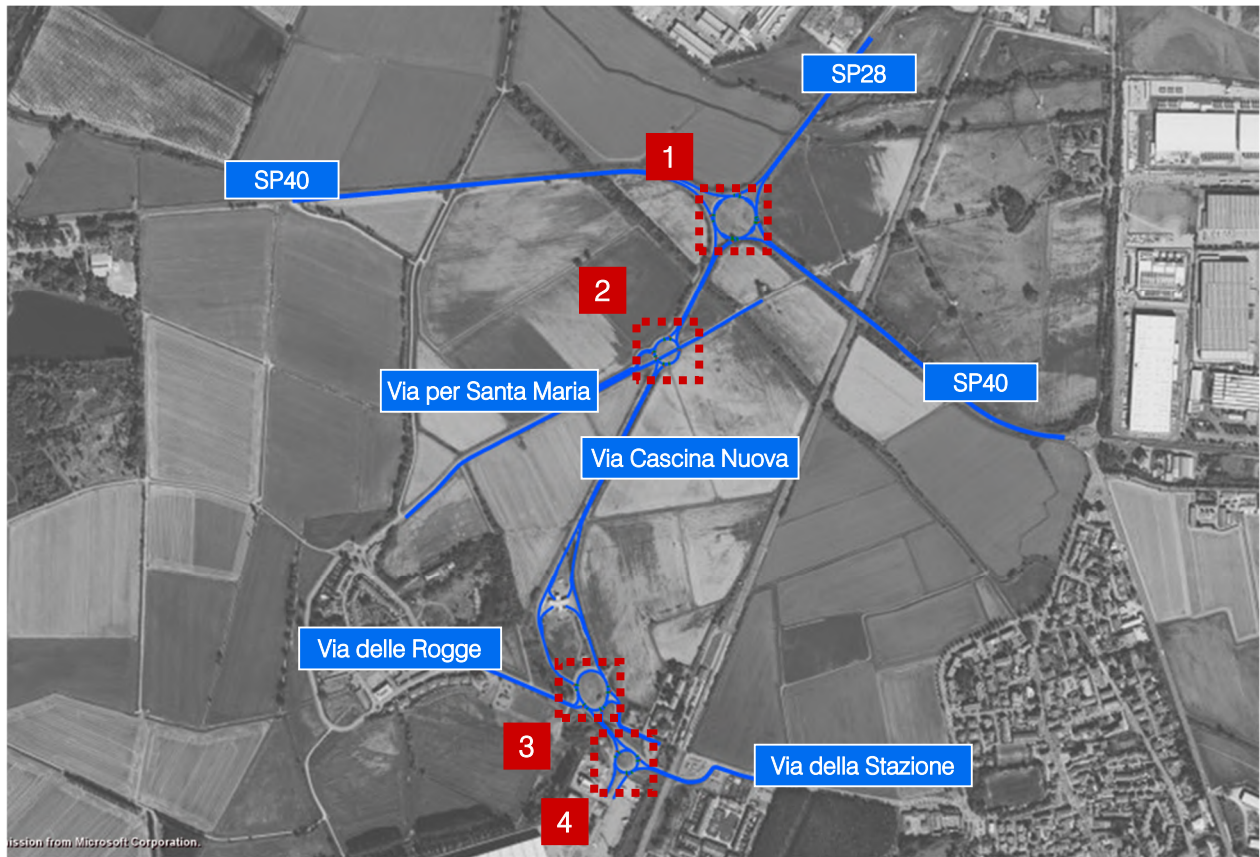 SP28
1
SP40
2
Via per Santa Maria
SP40
Via Cascina Nuova
Via delle Rogge
3
Via della Stazione
4
ission from Microsoft Corporation.